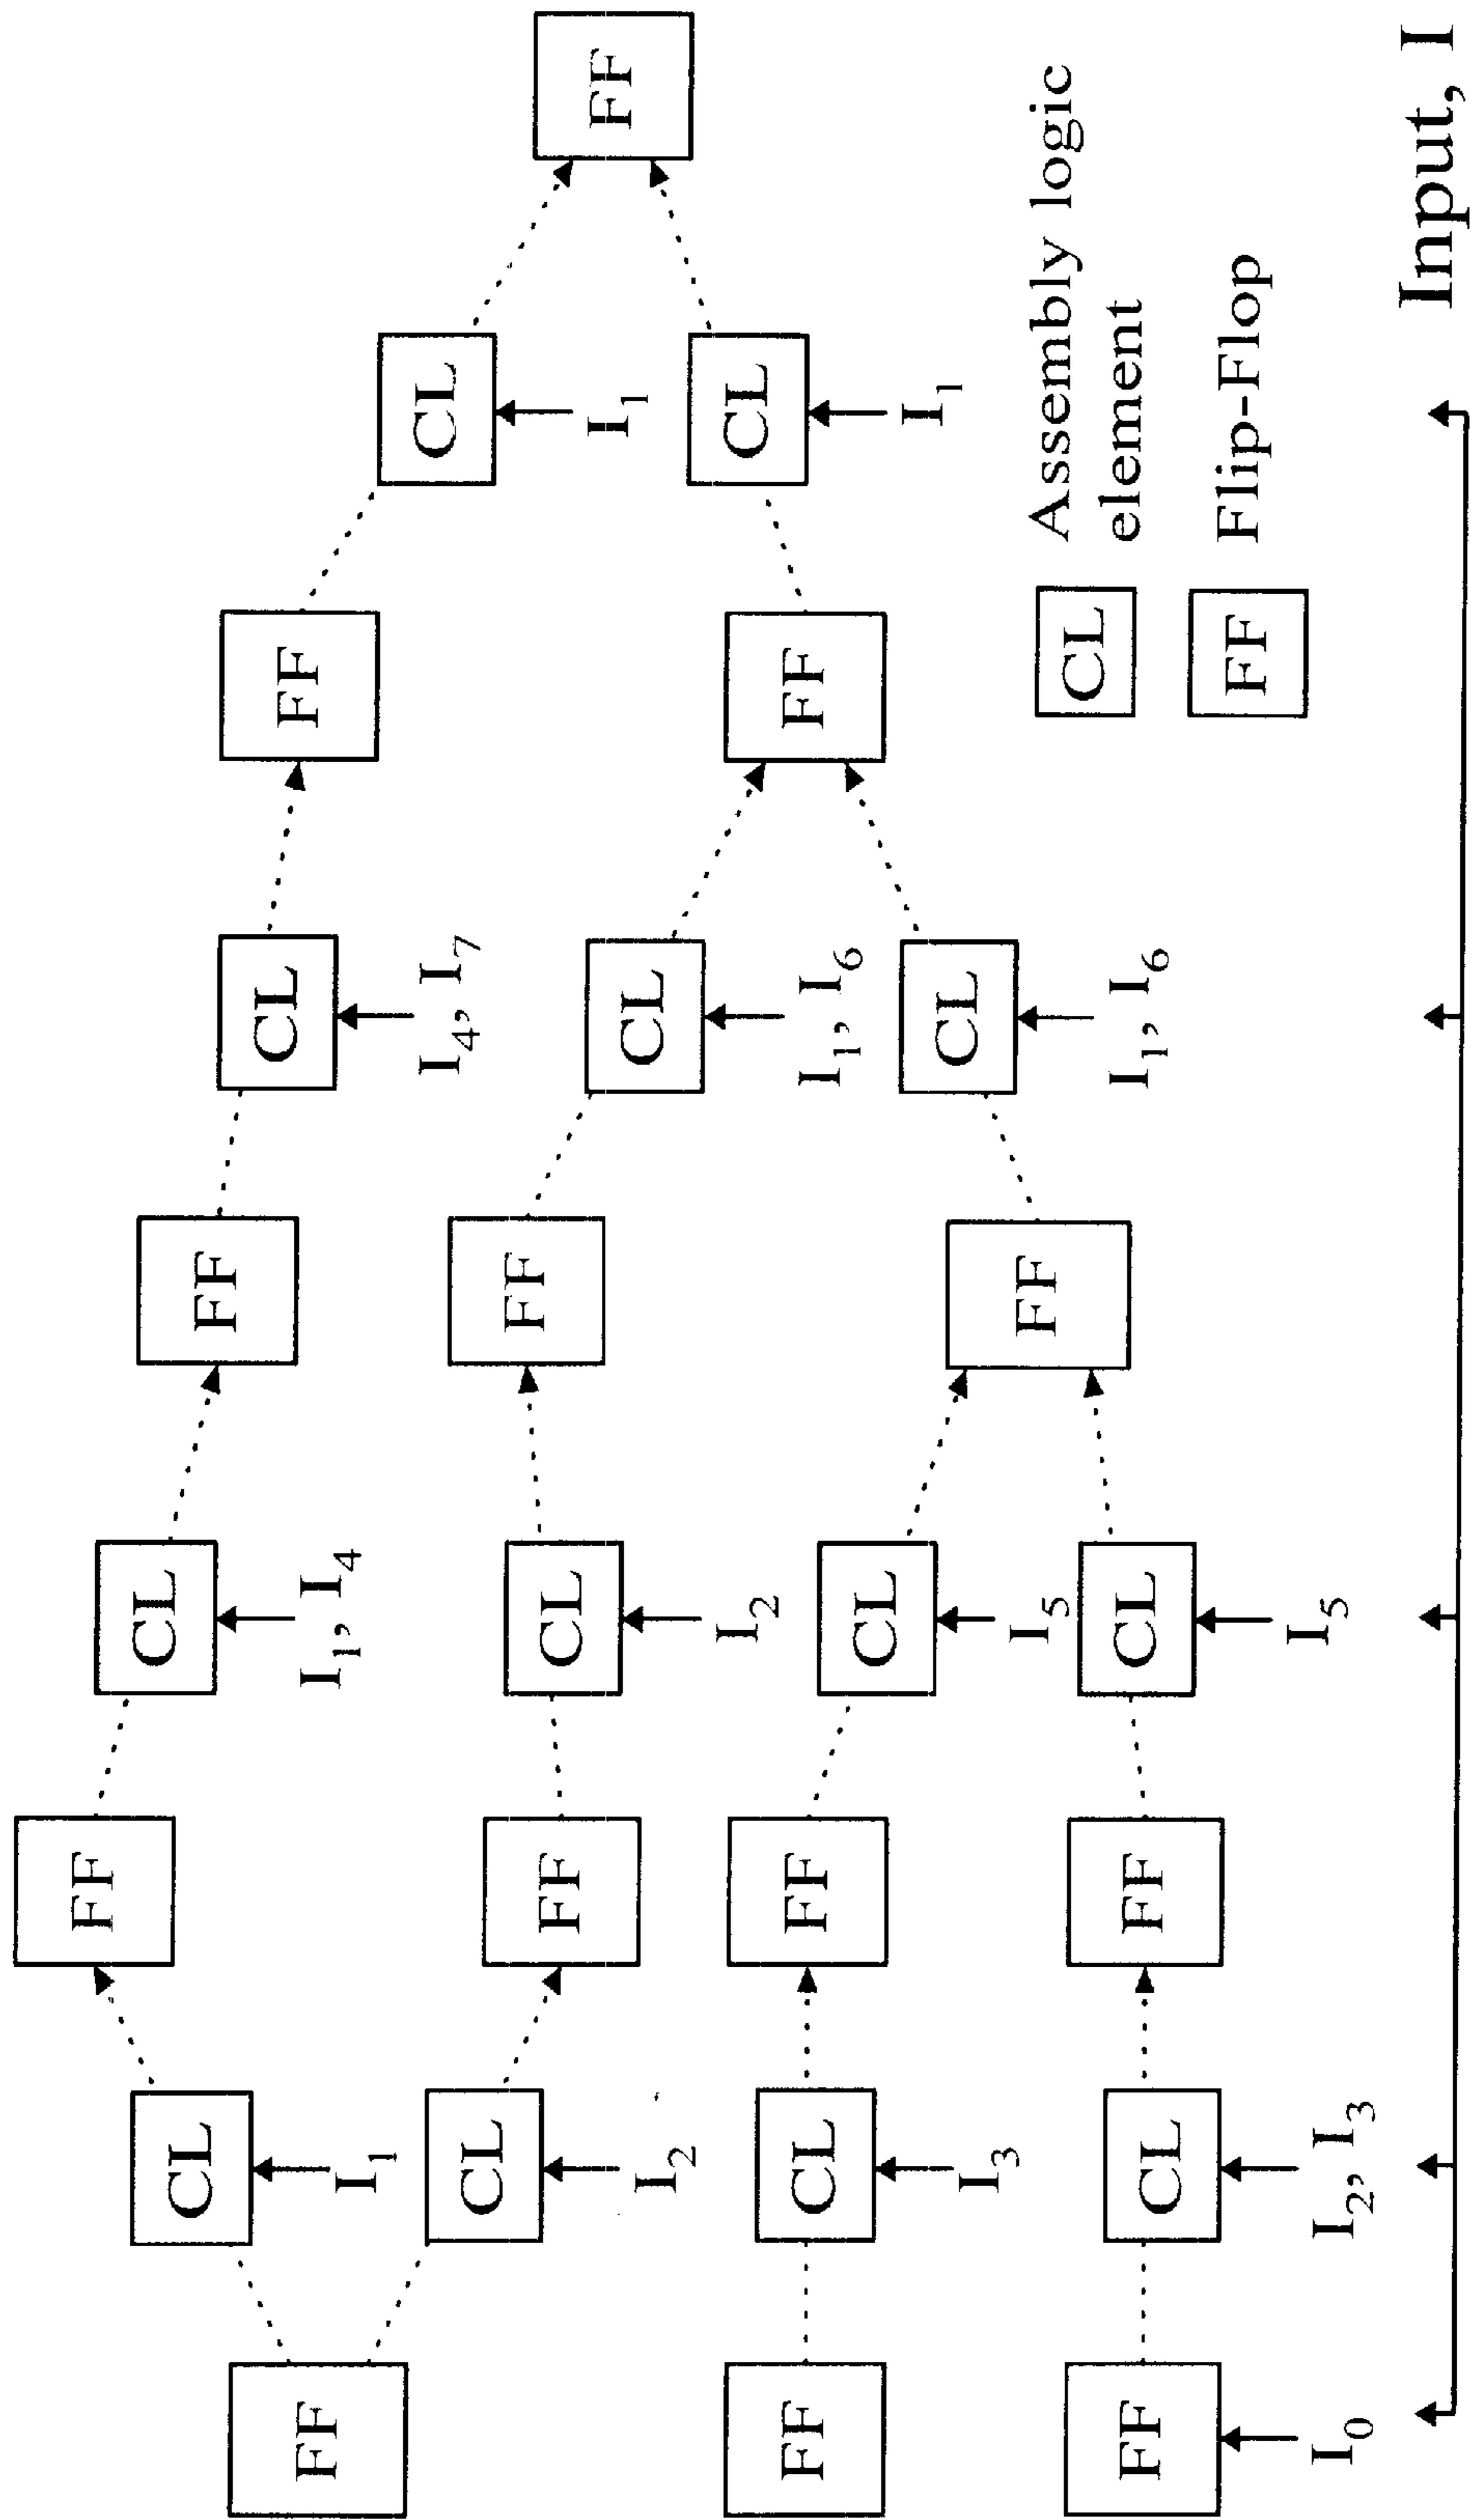 FF
CL
CL
FF
CL
FF
FF
I1, I4
I1
CL
I4, I7
CL
FF
FF
CL
FF
I1
CL
I2
I2
CL
FF
FF
FF
CL
I1, I6
CL
I1
CL
I3
FF
I5
CL Assembly logic
element
I1, I6
FF
CL
FF
CL
FF Flip-Flop
I5
I0
I2, I3
Input, I